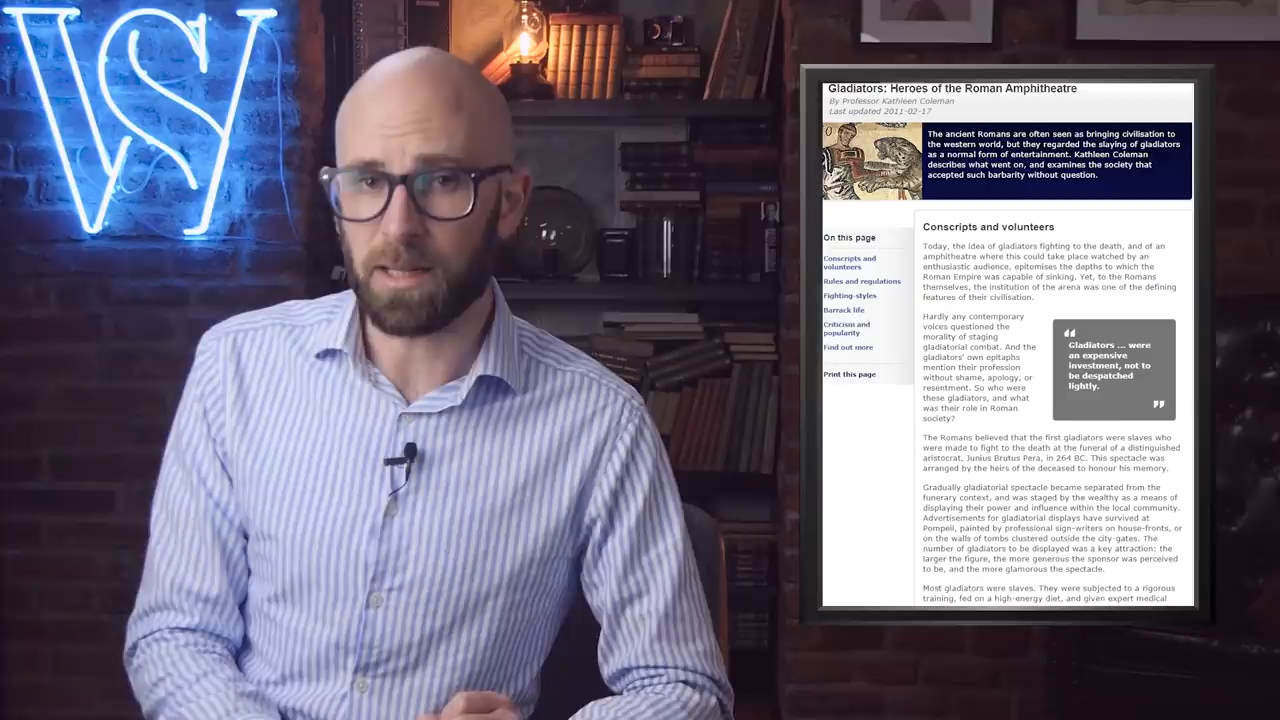 WS
Gladiators: Heroes of the Roman Amphitheatre
By Professor Kathleen Coleman
Last updated 2011-02-17
The ancient Romans are often seen as bringing civilisation to
the western world, but they regarded the slaying of gladiators
as a normal form of entertainment. Kathleen Coleman
describes what went on, and examines the society that
accepted such barbarity without question.
On this page
Conscripts and
volunteers
Rules and regulations
Fighting-styles
Barrack life
Criticism and
popularity
Find out more
Print this page
Conscripts and volunteers
Today, the idea of gladiators fighting to the death, and of an
amphitheatre where this could take place watched by an
enthusiastic audience, epitomises the depths to which the
Roman Empire was capable of sinking. Yet, to the Romans
themselves, the institution of the arena was one of the defining
features of their civilisation.
Hardly any contemporary
voices questioned the
morality of staging
gladiatorial combat. And the
gladiators' own epitaphs
mention their profession
without shame, apology, or
resentment. So who were
these gladiators, and what
was their role in Roman
society?
“
Gladiators ... were
an expensive
investment, not to
be despatched
lightly.
”
The Romans believed that the first gladiators were slaves who
were made to fight to the death at the funeral of a distinguished
aristocrat, Junius Brutus Pera, in 264 BC. This spectacle was
arranged by the heirs of the deceased to honour his memory.
Gradually gladiatorial spectacle became separated from the
funerary context, and was staged by the wealthy as a means of
displaying their power and influence within the local community.
Advertisements for gladiatorial displays have survived at
Pompeii, painted by professional sign-writers on house-fronts, or
on the walls of tombs clustered outside the city-gates. The
number of gladiators to be displayed was a key attraction: the
larger the figure, the more generous the sponsor was perceived
to be, and the more glamorous the spectacle.
Most gladiators were slaves. They were subjected to a rigorous
training, fed on a high-energy diet, and given expert medical